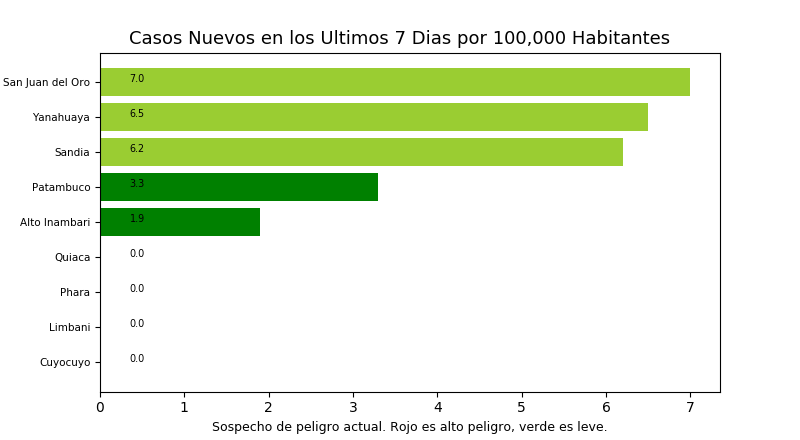 Casos Nuevos en los Ultimos 7 Dias por 100,000 Habitantes
San Juan del Oro 7.0
Yanahuaya 6.5
Sandia 6.2
Patambuco 3.3
Alto Inambari 1.9
Quiaca 0.0
Phara 0.0
Limbani 0.0
Cuyocuyo 0.0
0 1 2 3 4 5 6 7
Sospecho de peligro actual. Rojo es alto peligro, verde es leve.